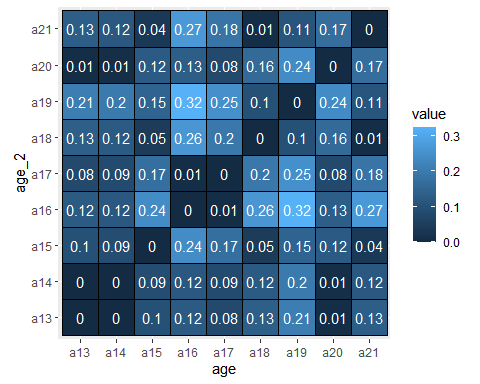 a21 0.13 0.12 0.04 0.27 0.18 0.01 0.11 0.17 0
a20 0.01 0.01 0.12 0.13 0.08 0.16 0.24 0 0.17
a19 0.21 0.2 0.15 0.32 0.25 0.1 0 0.24 0.11
a18 0.13 0.12 0.05 0.26 0.2 0 0.1 0.16 0.01
a17 0.08 0.09 0.17 0.01 0 0.2 0.25 0.08 0.18
a16 0.12 0.12 0.24 0 0.01 0.26 0.32 0.13 0.27
a15 0.1 0.09 0 0.24 0.17 0.05 0.15 0.12 0.04
a14 0 0 0.09 0.12 0.09 0.12 0.2 0.01 0.12
a13 0 0 0.1 0.12 0.08 0.13 0.21 0.01 0.13
a13 a14 a15 a16 a17 a18 a19 a20 a21
age
age_2
value
0.3
0.2
0.1
0.0